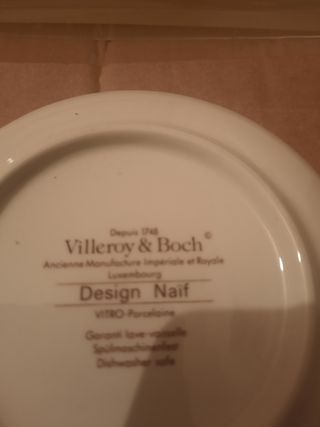 Depuis 1748
Villeroy & Boch ©
Ancienne Manufacture Impériale et Royale
Luxembourg
Design Naïf
VITRO-Porcelaine
Garanti lave-vaisselle
Spülmaschinenfest
Dishwasher safe